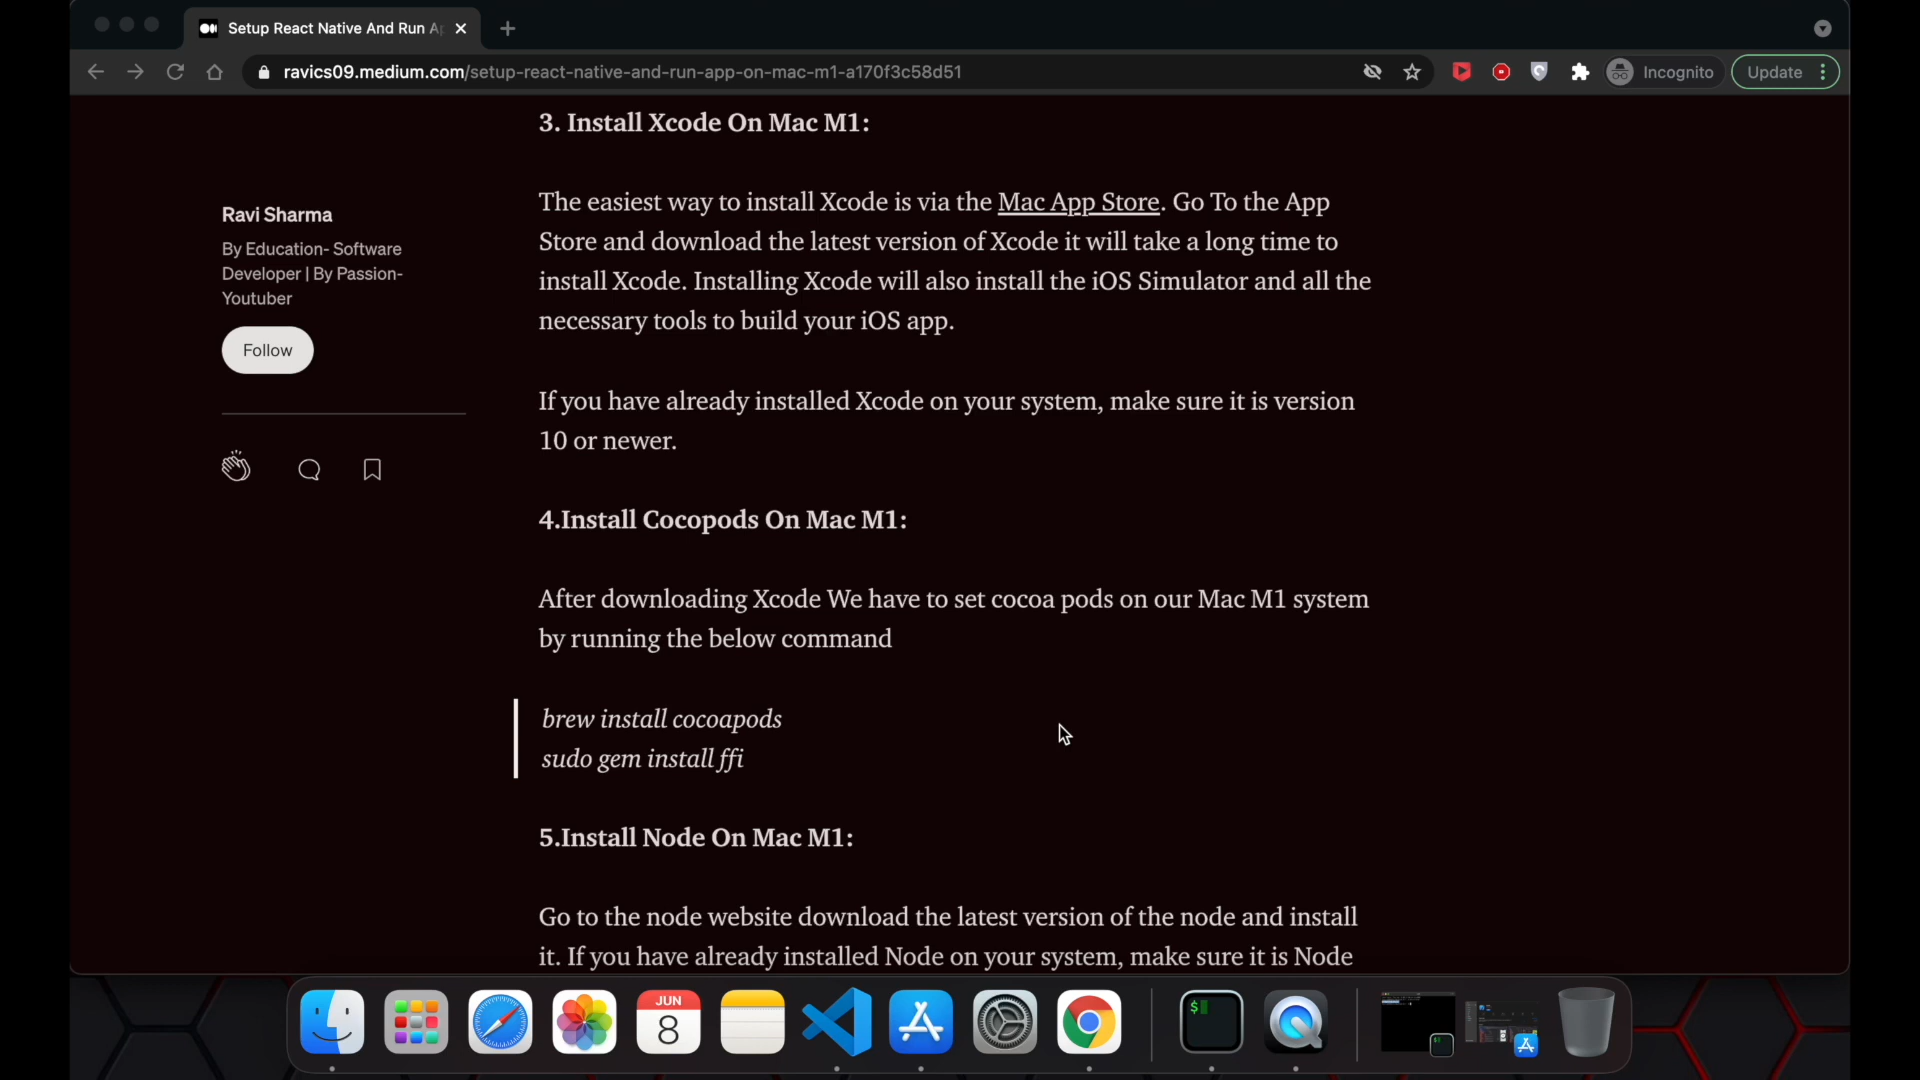 Setup React Native And Run A
ravics09.medium.com/setup-react-native-and-run-app-on-mac-m1-a170f3c58d51
Incognito
Update
3. Install Xcode On Mac M1:
Ravi Sharma
By Education- Software
Developer | By Passion-
Youtuber
Follow
The easiest way to install Xcode is via the Mac App Store. Go To the App
Store and download the latest version of Xcode it will take a long time to
install Xcode. Installing Xcode will also install the iOS Simulator and all the
necessary tools to build your iOS app.
If you have already installed Xcode on your system, make sure it is version
10 or newer.
4.Install Cocopods On Mac M1:
After downloading Xcode We have to set cocoa pods on our Mac M1 system
by running the below command
brew install cocoapods
sudo gem install ffi
5.Install Node On Mac M1:
Go to the node website download the latest version of the node and install
it. If you have already installed Node on your system, make sure it is Node
JUN
8
$